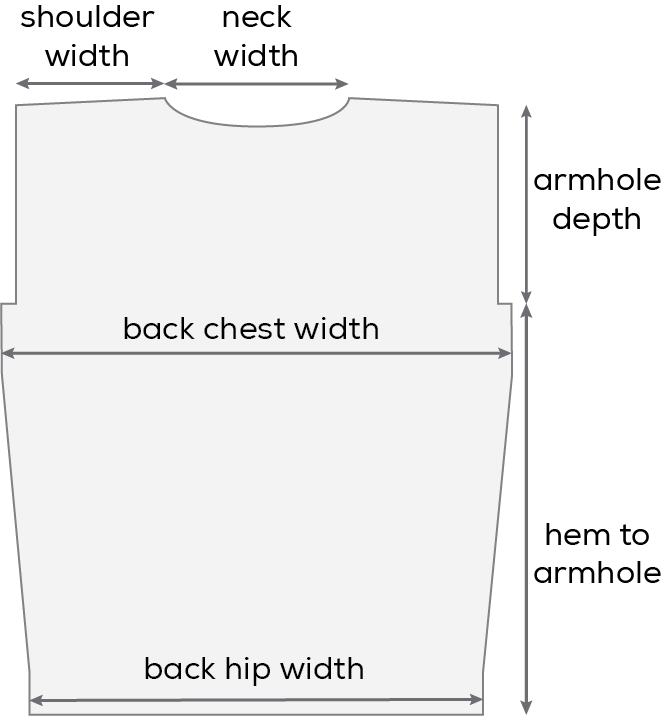 shoulder
width
neck
width
armhole
depth
back chest width
hem to
armhole
back hip width